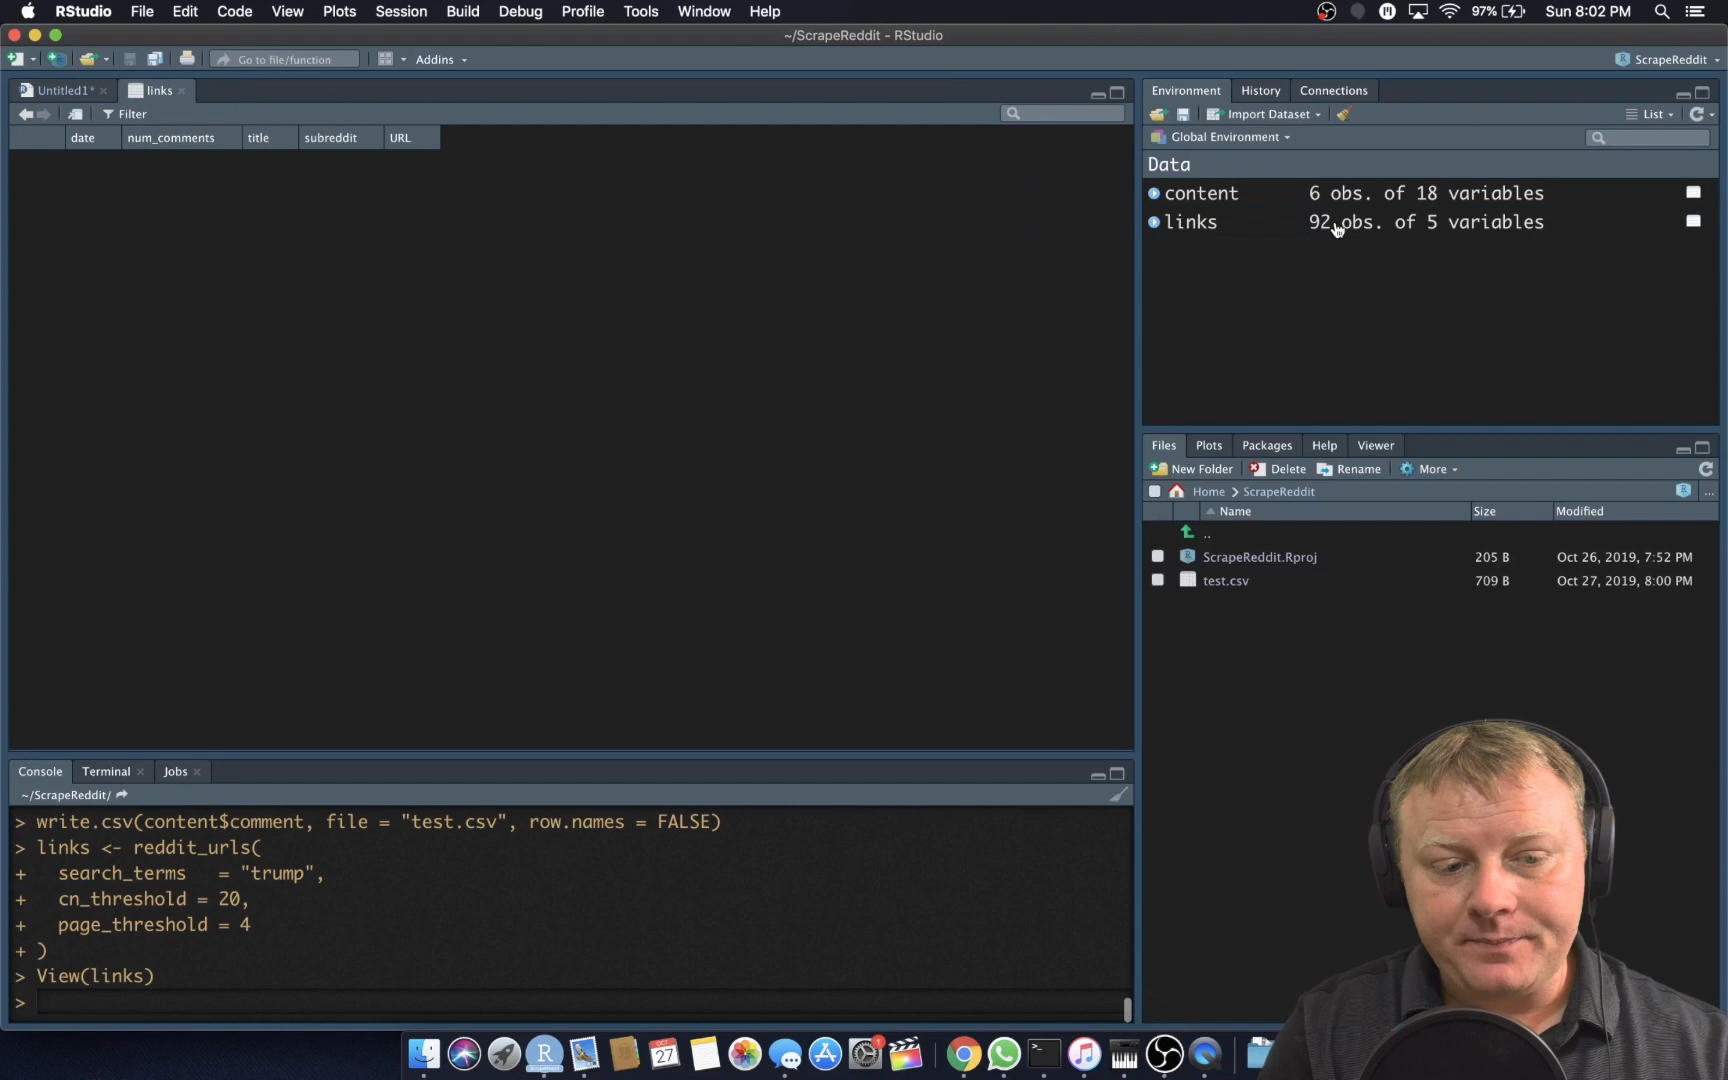 RStudio File Edit Code View Plots Session Build Debug Profile Tools Window Help 97% Sun 8:02 PM
~/ScrapeReddit - RStudio
Go to file/function Addins ScrapeReddit
Untitled1* links
Filter
date num_comments title subreddit URL
Environment History Connections
Import Dataset List
Global Environment
Data
content 6 obs. of 18 variables
links 92 obs. of 5 variables
Files Plots Packages Help Viewer
New Folder Delete Rename More
Home ScrapeReddit ...
Name Size Modified
..
ScrapeReddit.Rproj 205 B Oct 26, 2019, 7:52 PM
test.csv 709 B Oct 27, 2019, 8:00 PM
Console Terminal Jobs
~/ScrapeReddit/
> write.csv(content$comment, file = "test.csv", row.names = FALSE)
> links <- reddit_urls(
+ search_terms = "trump",
+ cn_threshold = 20,
+ page_threshold = 4
+ )
> View(links)
>
R
OCT
27
1